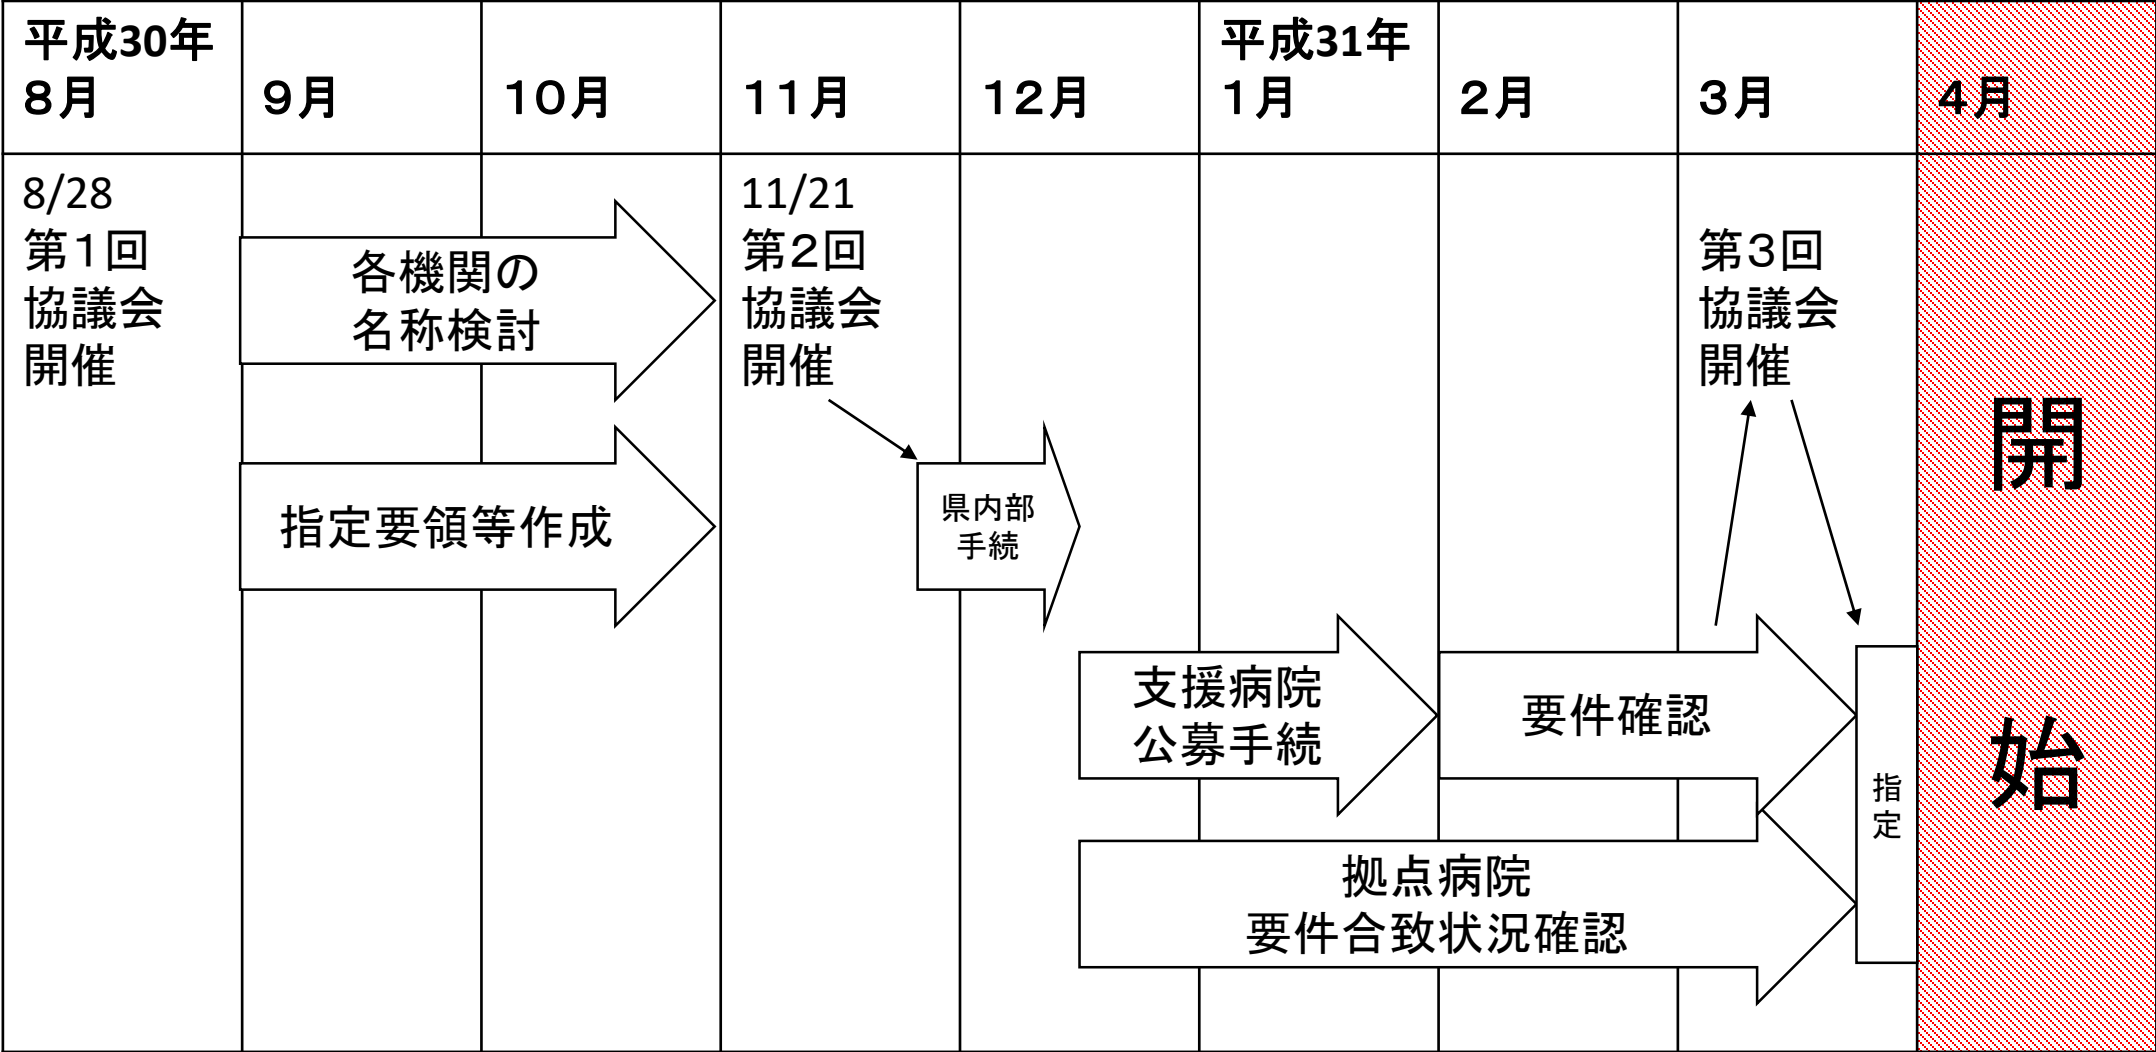 平成30年
8月
9月
10月
11月
12月
平成31年
1月
2月
3月
4月
8/28
第1回
協議会
開催
各機関の
名称検討
指定要領等作成
11/21
第2回
協議会
開催
県内部
手続
支援病院
公募手続
要件確認
拠点病院
要件合致状況確認
第3回
協議会
開催
指
定
開
始